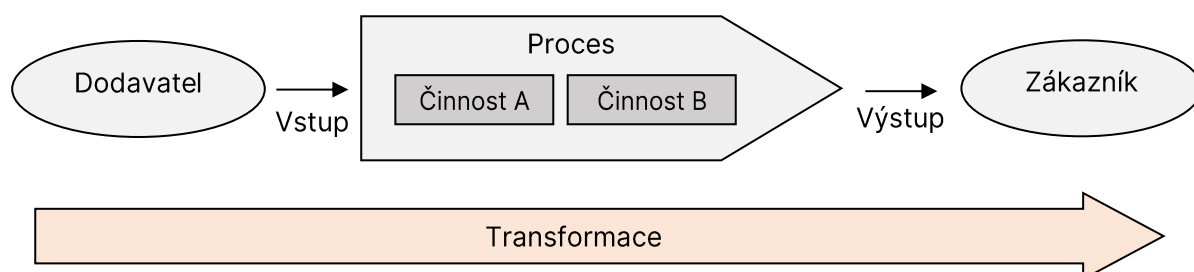 Dodavatel
Vstup
Proces
Činnost A
Činnost B
Výstup
Zákazník
Transformace